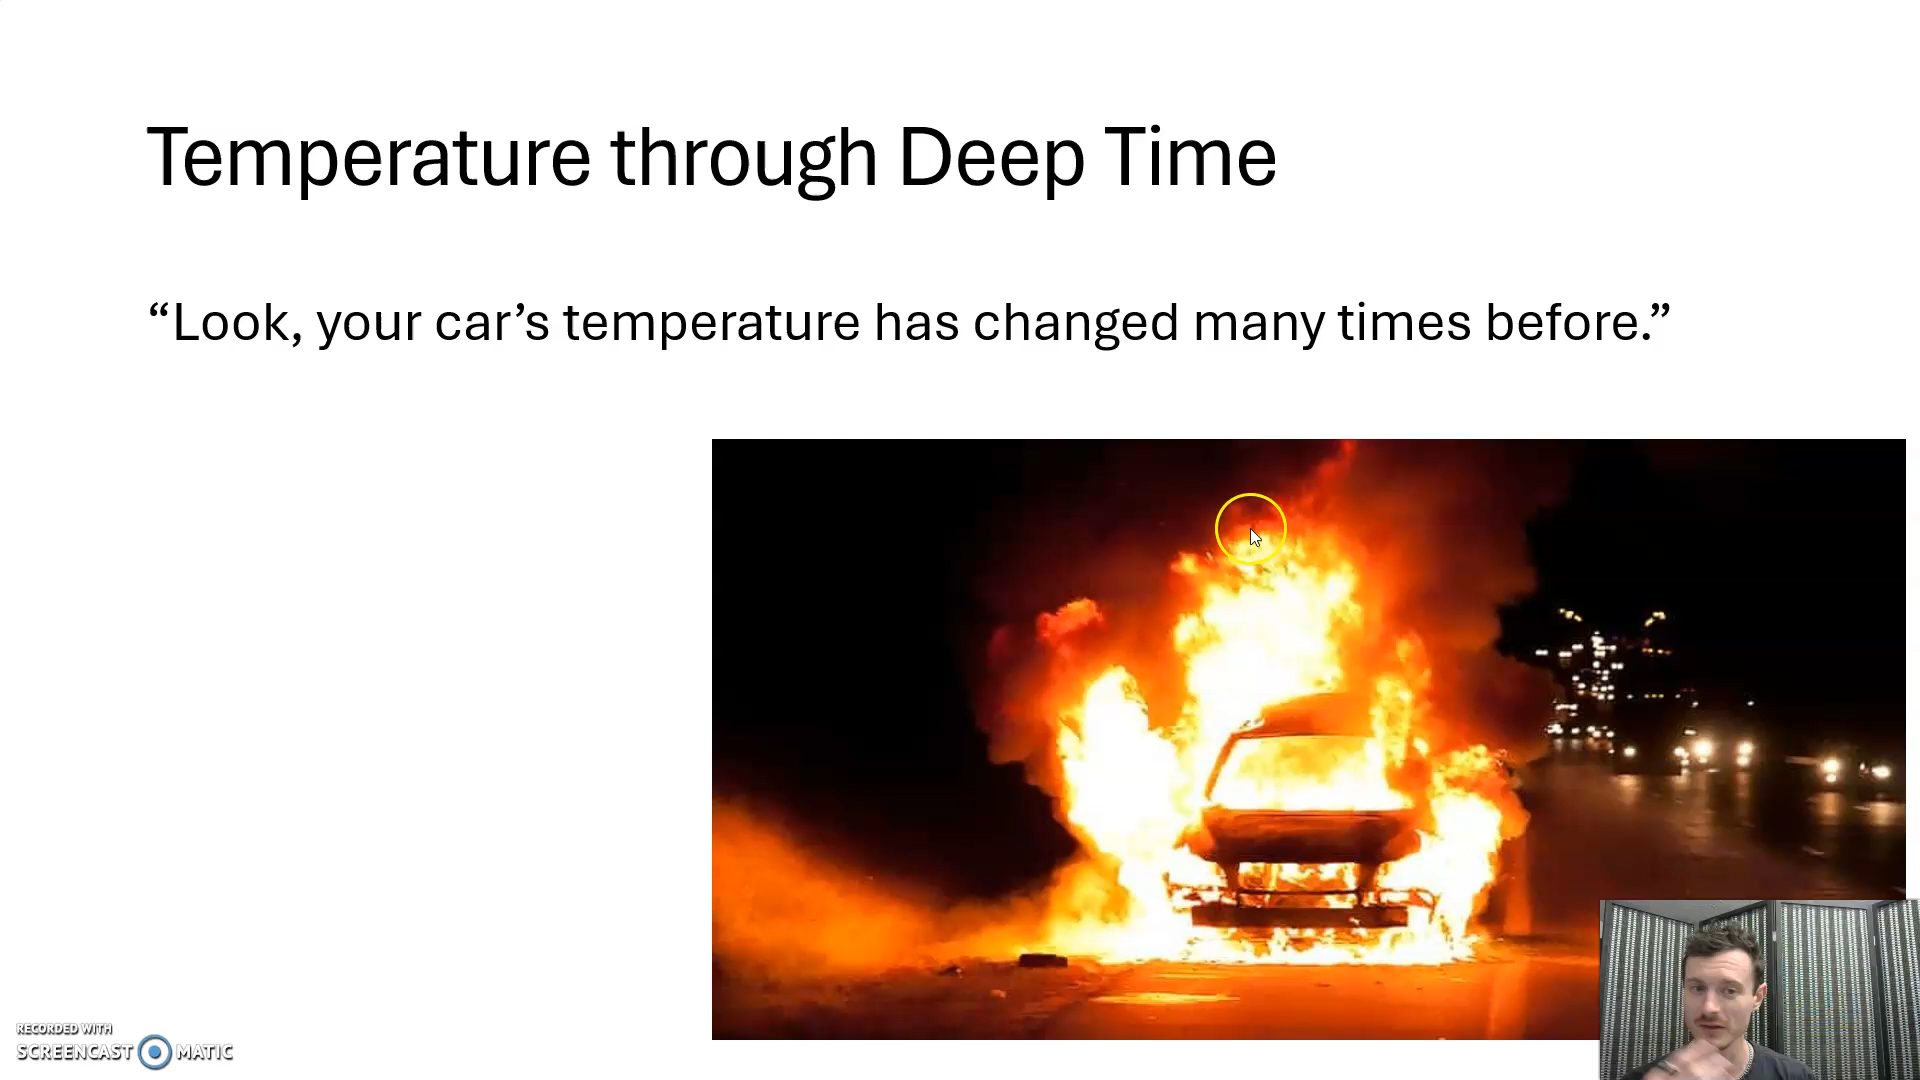 Temperature through Deep Time
“Look, your car’s temperature has changed many times before.”
RECORDED WITH
SCREENCAST MATIC